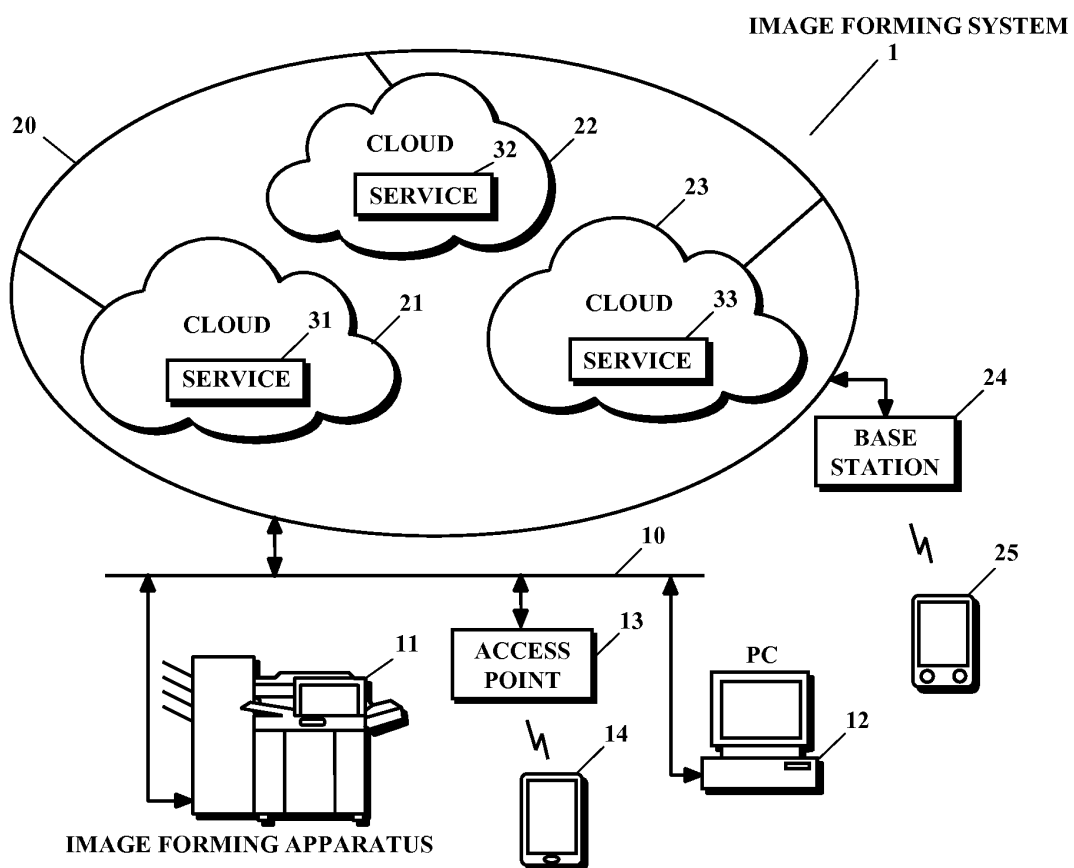 IMAGE FORMING SYSTEM
1
20
CLOUD
32
22
SERVICE
23
CLOUD
33
SERVICE
CLOUD
31
21
SERVICE
24
BASE
STATION
10
25
13
ACCESS
POINT
11
PC
12
14
IMAGE FORMING APPARATUS